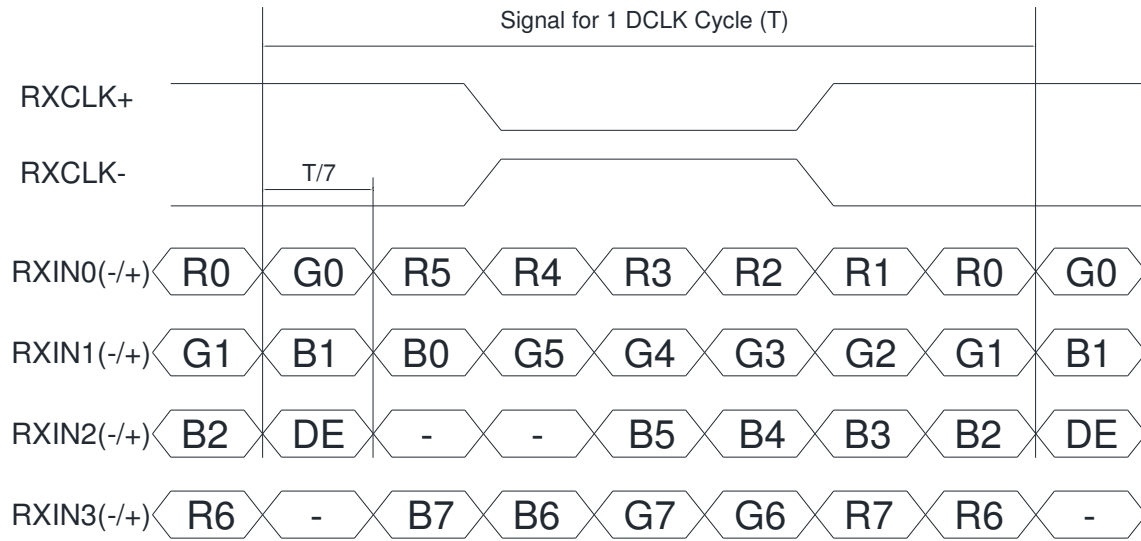 Signal for 1 DCLK Cycle (T)
RXCLK+
RXCLK-
T/7
RXIN0(-/+) R0 G0 R5 R4 R3 R2 R1 R0 G0
RXIN1(-/+) G1 B1 B0 G5 G4 G3 G2 G1 B1
RXIN2(-/+) B2 DE - - B5 B4 B3 B2 DE
RXIN3(-/+) R6 - B7 B6 G7 G6 R7 R6 -